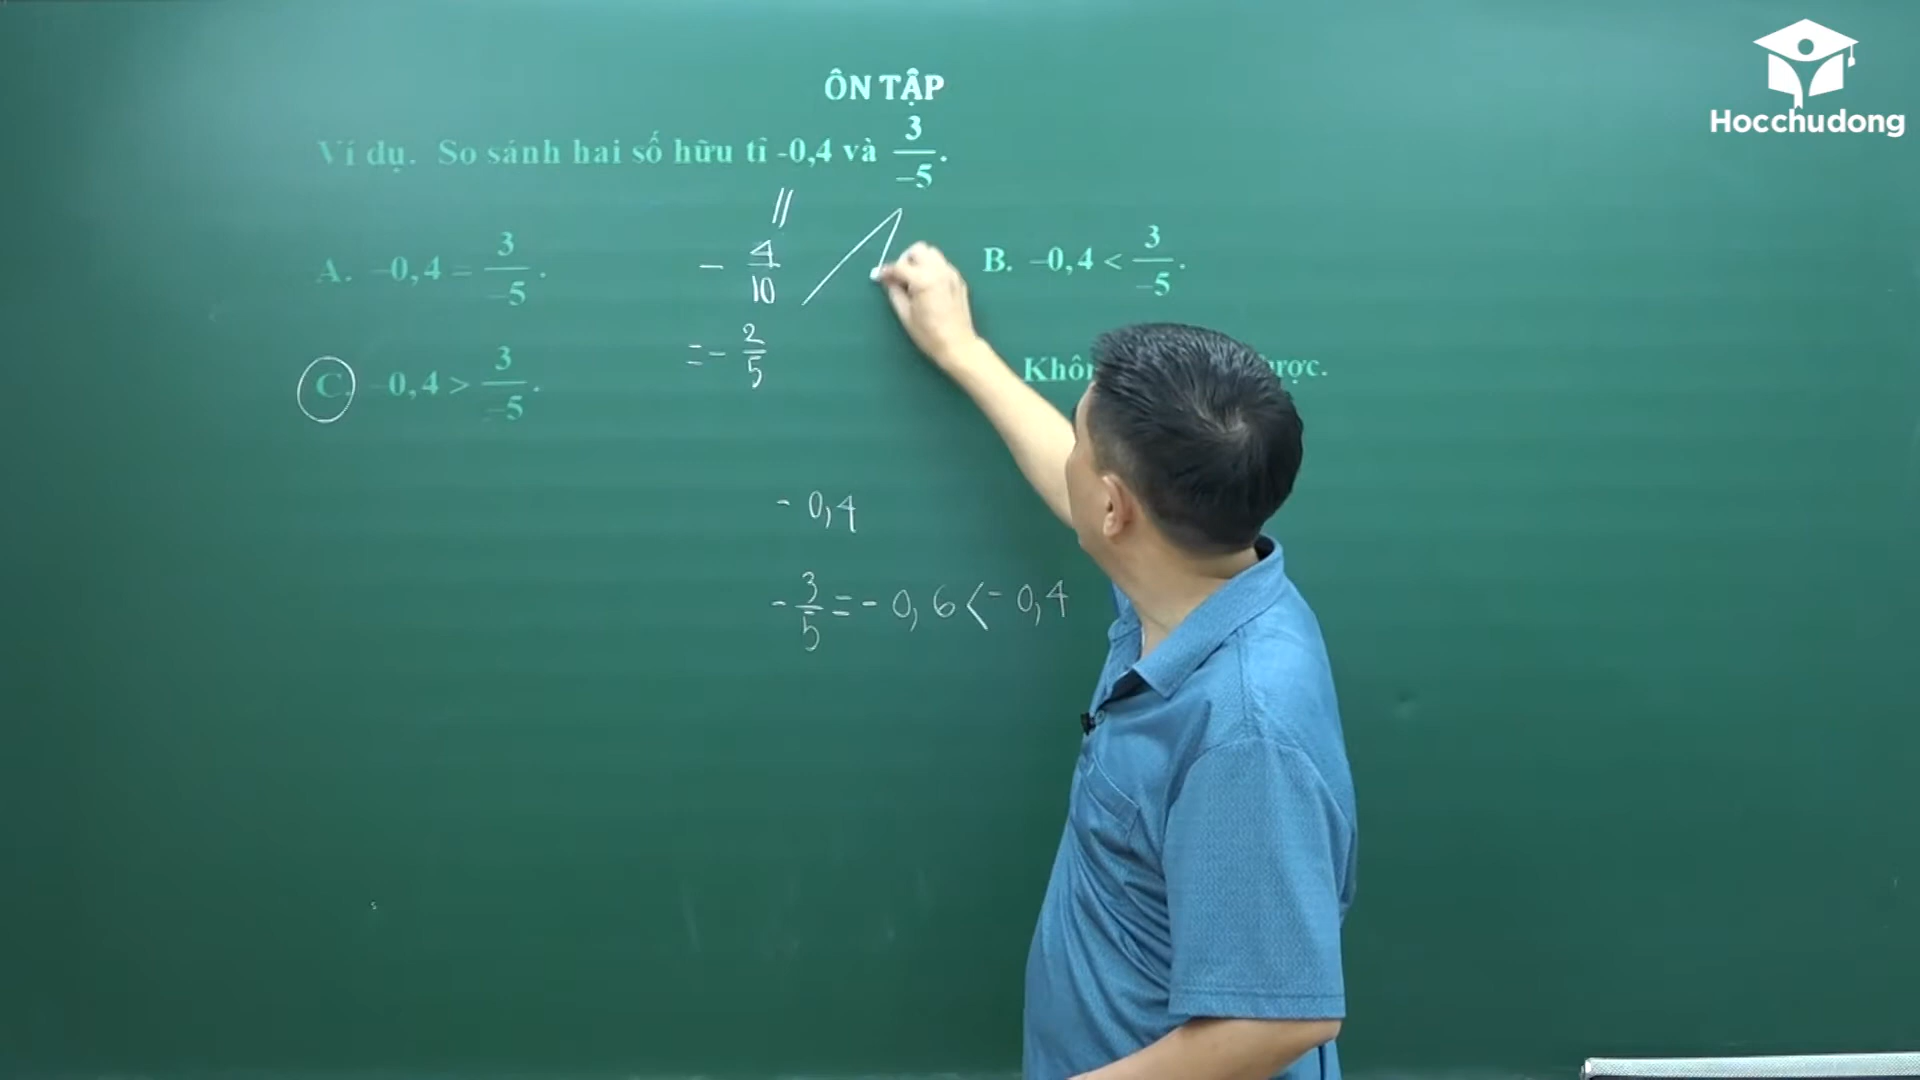 Hocchudong
ÔN TẬP
Ví dụ. So sánh hai số hữu tỉ -0,4 và 3/−5.
A. −0,4 = 3/−5.
B. −0,4 < 3/−5.
C. −0,4 > 3/−5.
− 4/10
= − 2/5
- 0,4
- 3/5 = - 0,6 < - 0,4